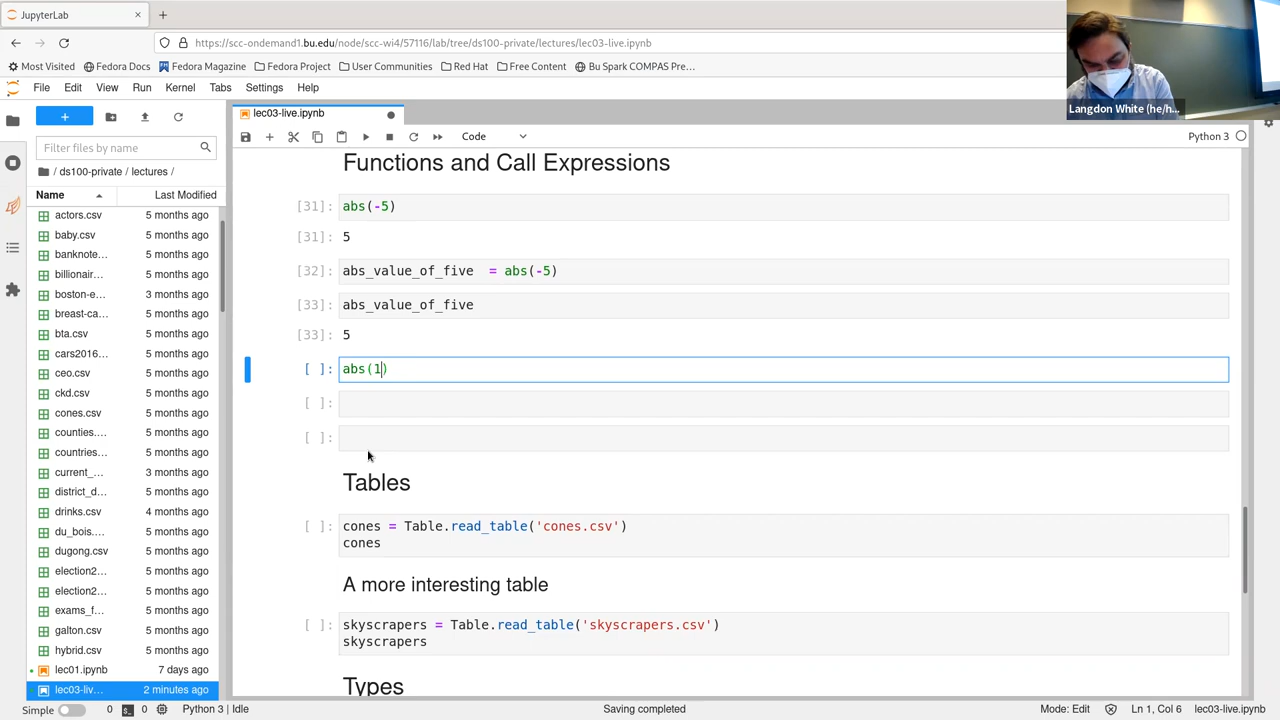 JupyterLab
https://scc-ondemand1.bu.edu/node/scc-wi4/57116/lab/tree/ds100-private/lectures/lec03-live.ipynb
Most Visited Fedora Docs Fedora Magazine Fedora Project User Communities Red Hat Free Content Bu Spark COMPAS Pre...
Langdon White (he/h...
File Edit View Run Kernel Tabs Settings Help
lec03-live.ipynb
Code
Python 3
Filter files by name
/ ds100-private / lectures /
Name Last Modified
actors.csv 5 months ago
baby.csv 5 months ago
banknote... 5 months ago
billionair... 5 months ago
boston-e... 3 months ago
breast-ca... 5 months ago
bta.csv 5 months ago
cars2016... 5 months ago
ceo.csv 5 months ago
ckd.csv 5 months ago
cones.csv 5 months ago
counties.... 5 months ago
countries... 5 months ago
current_... 3 months ago
district_d... 5 months ago
drinks.csv 4 months ago
du_bois.... 5 months ago
dugong.csv 5 months ago
election2... 5 months ago
election2... 5 months ago
exams_f... 5 months ago
galton.csv 5 months ago
hybrid.csv 5 months ago
lec01.ipynb 7 days ago
lec03-liv... 2 minutes ago
Functions and Call Expressions
[31]: abs(-5)
[31]: 5
[32]: abs_value_of_five  = abs(-5)
[33]: abs_value_of_five
[33]: 5
[ ]: abs(1)
[ ]:
[ ]:
Tables
[ ]: cones = Table.read_table('cones.csv')
cones
A more interesting table
[ ]: skyscrapers = Table.read_table('skyscrapers.csv')
skyscrapers
Types
Simple 0 0 Python 3 | Idle Saving completed Mode: Edit Ln 1, Col 6 lec03-live.ipynb